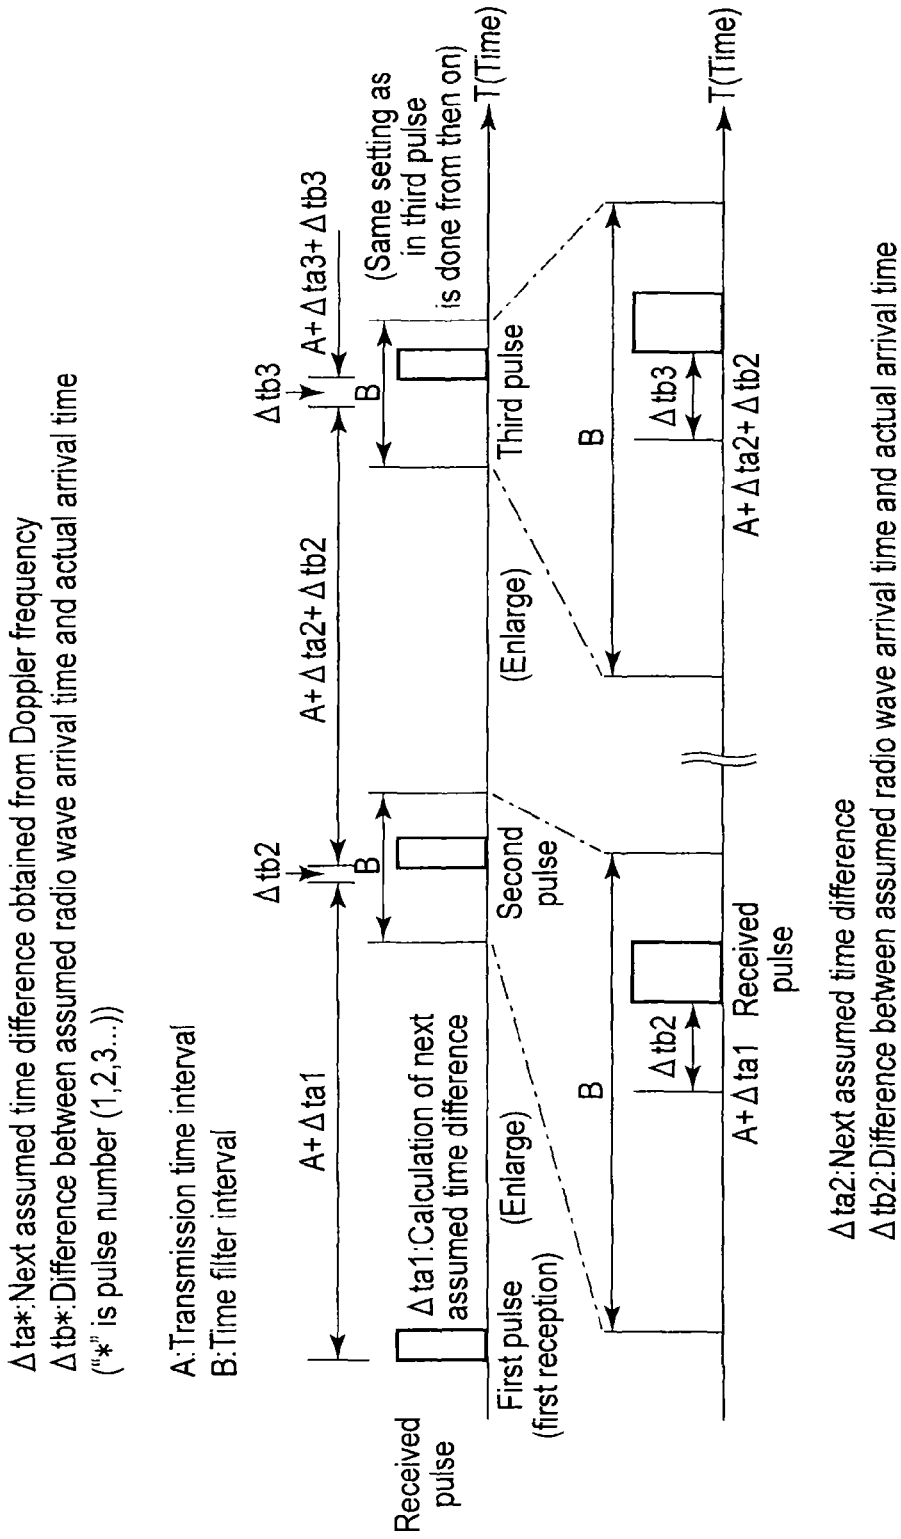 Δta*:Next assumed time difference obtained from Doppler frequency
Δtb*:Difference between assumed radio wave arrival time and actual arrival time
("*" is pulse number (1,2,3...))
A:Transmission time interval
B:Time filter interval
Δtb2
Δtb3
A+Δta1
A+Δta2+Δtb2
A+Δta3+Δtb3
Received
pulse
Δta1:Calculation of next
assumed time difference
B
B
(Same setting as
in third pulse
is done from then on)
T(Time)
First pulse
(first reception)
(Enlarge)
Second
pulse
(Enlarge)
Third pulse
B
B
Δtb2
Δtb3
T(Time)
A+Δta1
Received
pulse
A+Δta2+Δtb2
Δta2:Next assumed time difference
Δtb2:Difference between assumed radio wave arrival time and actual arrival time